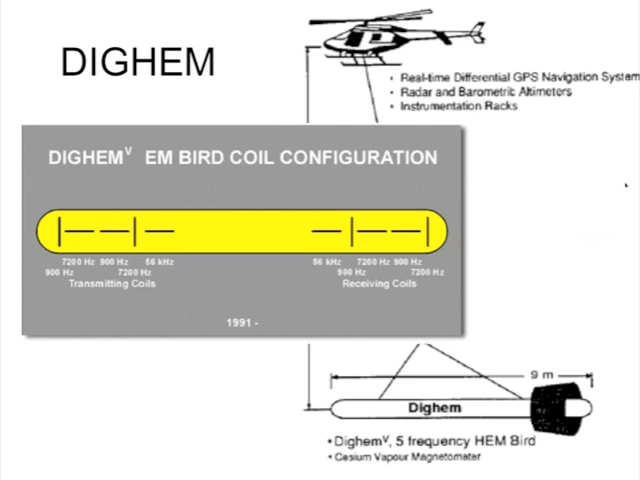 DIGHEM
• Real-time Differential GPS Navigation System
• Radar and Barometric Altimeters
• Instrumentation Racks
DIGHEMV EM BIRD COIL CONFIGURATION
7200 Hz 900 Hz 56 kHz 56 kHz 7200 Hz 900 Hz
900 Hz 7200 Hz 900 Hz 7200 Hz
Transmitting Coils Receiving Coils
1991 -
9 m
Dighem
• DighemV, 5 frequency HEM Bird
• Cesium Vapour Magnetometer